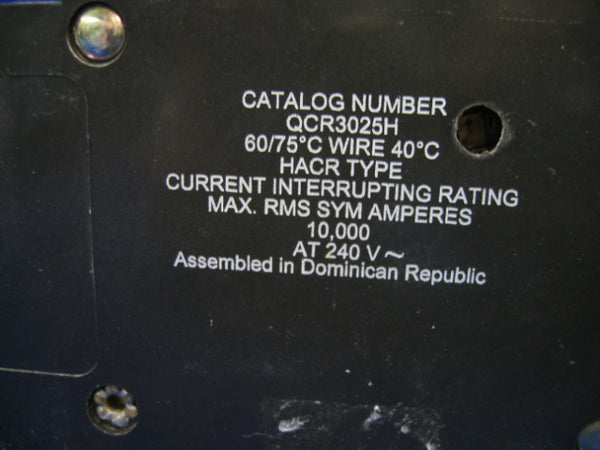 CATALOG NUMBER
QCR3025H
60/75°C WIRE 40°C
HACR TYPE
CURRENT INTERRUPTING RATING
MAX. RMS SYM AMPERES
10,000
AT 240 V ~
Assembled in Dominican Republic